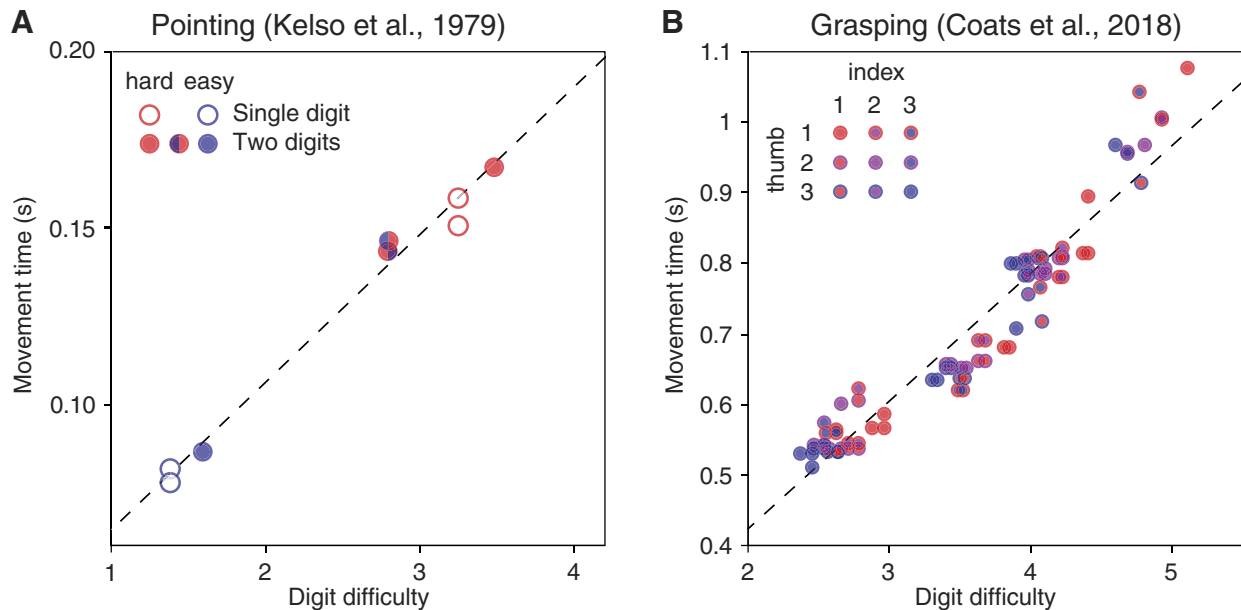 A Pointing (Kelso et al., 1979)
0.20
0.15
0.10
Movement time (s)
hard easy
Single digit
Two digits
1 2 3 4
Digit difficulty
B Grasping (Coats et al., 2018)
1.1
1
0.9
0.8
0.7
0.6
0.5
0.4
Movement time (s)
index
1 2 3
thumb
1
2
3
2 3 4 5
Digit difficulty